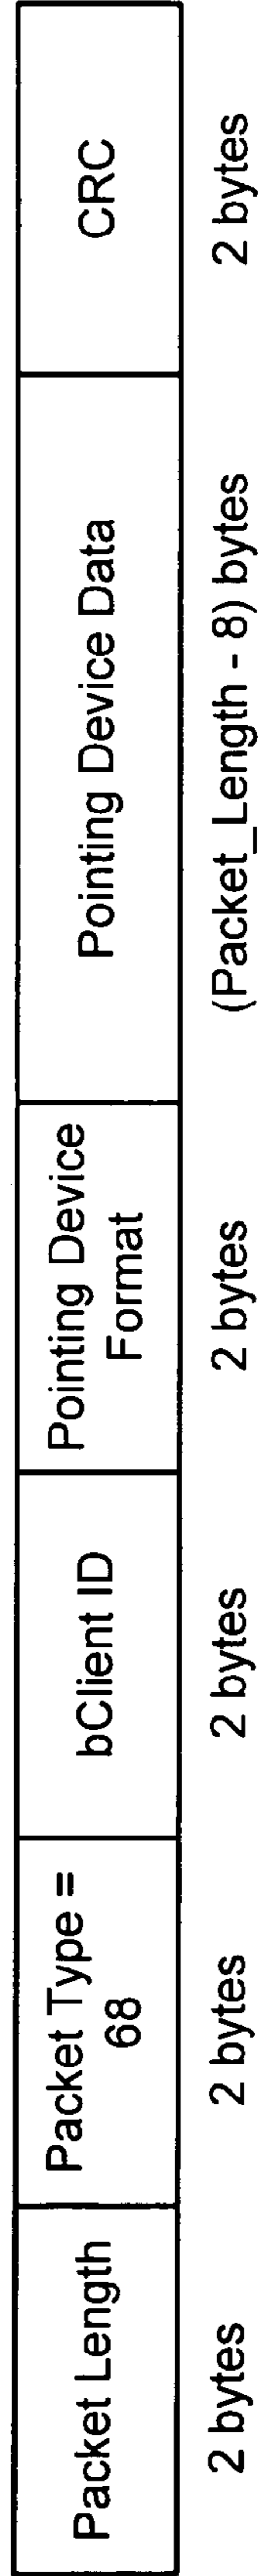 Packet Length
Packet Type =
68
bClient ID
Pointing Device
Format
Pointing Device Data
CRC
2 bytes
2 bytes
2 bytes
2 bytes
(Packet_Length - 8) bytes
2 bytes